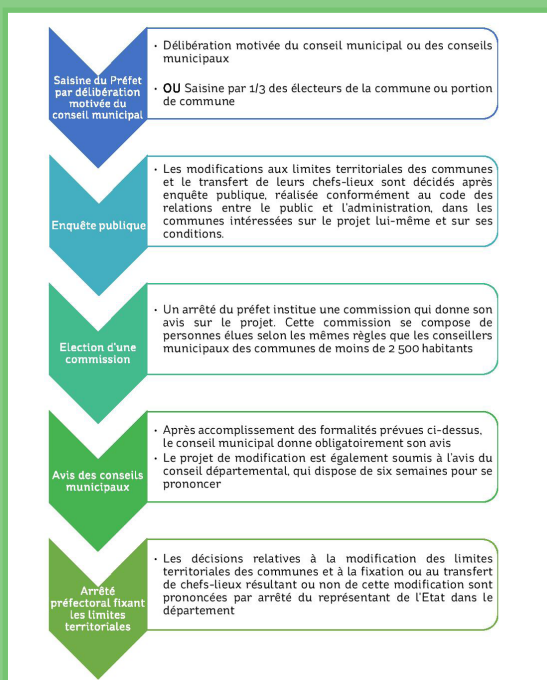 Saisine du Préfet
par délibération
motivée du
conseil municipal
· Délibération motivée du conseil municipal ou des conseils
municipaux
· OU Saisine par 1/3 des électeurs de la commune ou portion
de commune
Enquête publique
· Les modifications aux limites territoriales des communes
et le transfert de leurs chefs-lieux sont décidés après
enquête publique, réalisée conformément au code des
relations entre le public et l'administration, dans les
communes intéressées sur le projet lui-même et sur ses
conditions.
Election d'une
commission
· Un arrêté du préfet institue une commission qui donne son
avis sur le projet. Cette commission se compose de
personnes élues selon les mêmes règles que les conseillers
municipaux des communes de moins de 2 500 habitants
Avis des conseils
municipaux
· Après accomplissement des formalités prévues ci-dessus,
le conseil municipal donne obligatoirement son avis
· Le projet de modification est également soumis à l'avis du
conseil départemental, qui dispose de six semaines pour se
prononcer
Arrêté
préfectoral fixant
les limites
territoriales
· Les décisions relatives à la modification des limites
territoriales des communes et à la fixation ou au transfert
de chefs-lieux résultant ou non de cette modification sont
prononcées par arrêté du représentant de l'Etat dans le
département